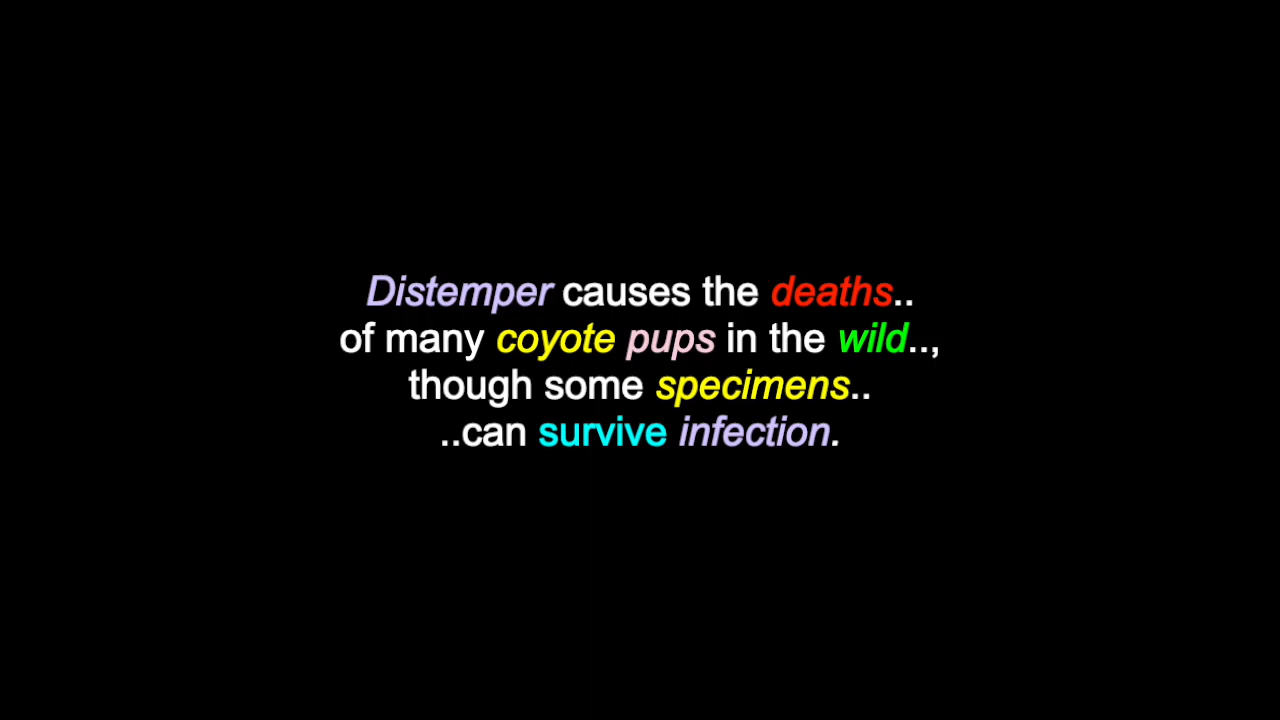 Distemper causes the deaths..
of many coyote pups in the wild..,
though some specimens..
..can survive infection.